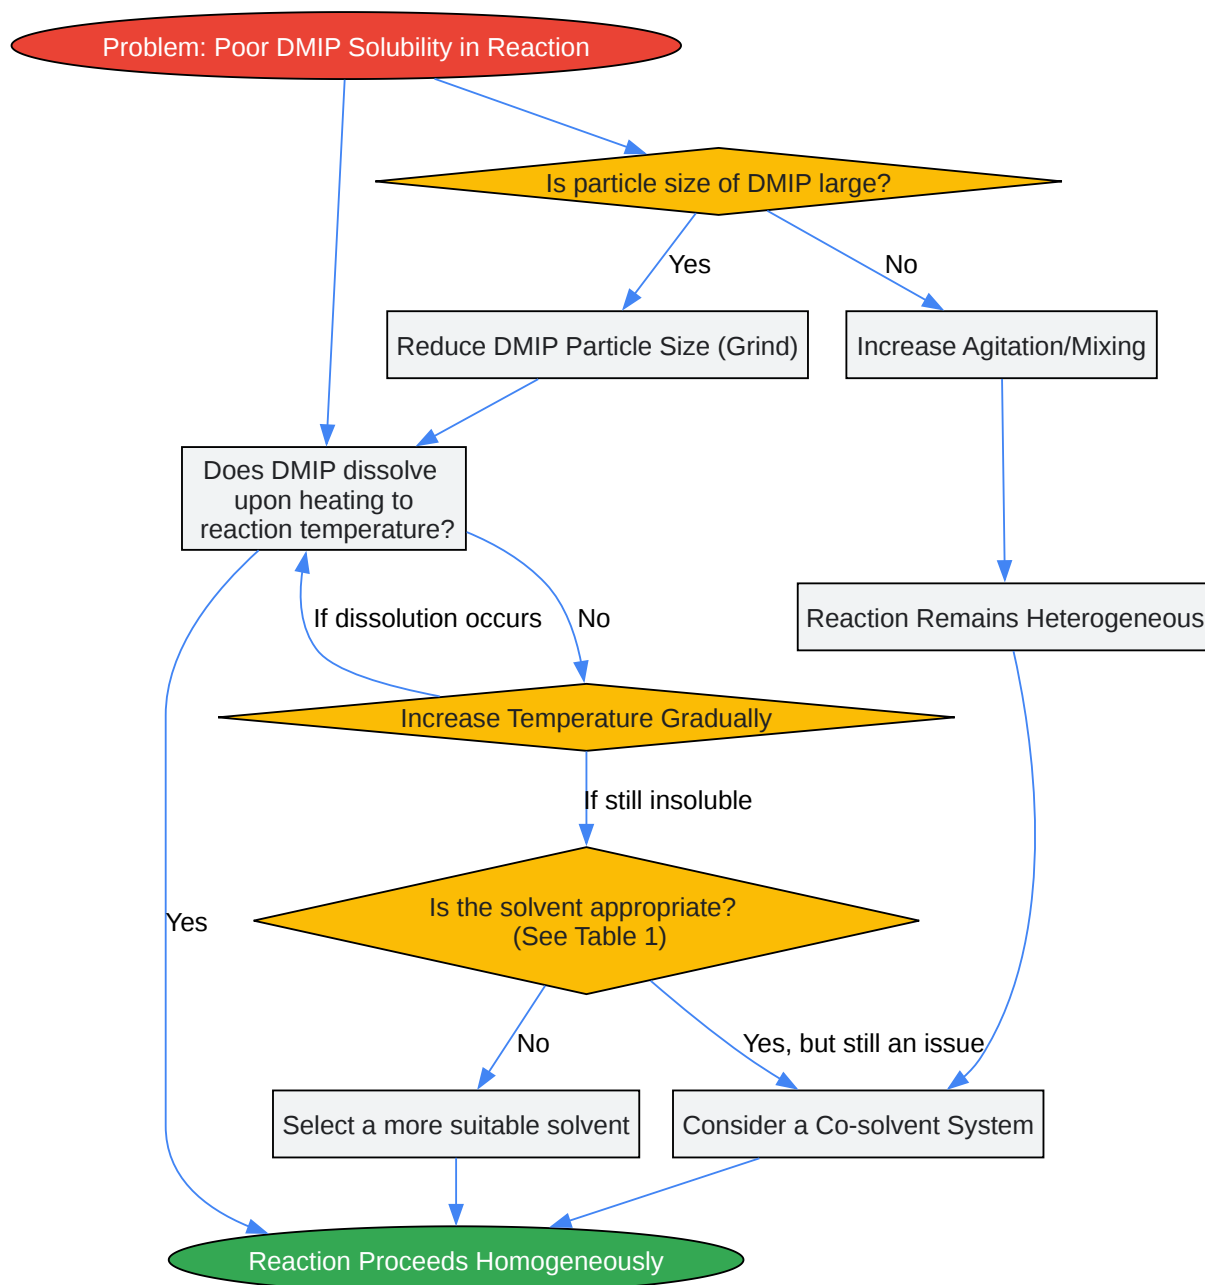 Problem: Poor DMIP Solubility in Reaction
Is particle size of DMIP large?
Yes
No
Reduce DMIP Particle Size (Grind)
Increase Agitation/Mixing
Does DMIP dissolve
upon heating to
reaction temperature?
If dissolution occurs
No
Reaction Remains Heterogeneous
Increase Temperature Gradually
If still insoluble
Is the solvent appropriate?
(See Table 1)
Yes
No
Yes, but still an issue
Select a more suitable solvent
Consider a Co-solvent System
Reaction Proceeds Homogeneously